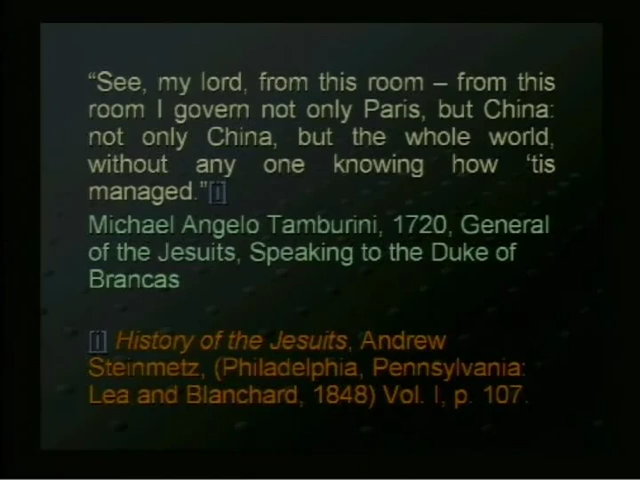 “See, my lord, from this room – from this
room I govern not only Paris, but China:
not only China, but the whole world,
without any one knowing how ‘tis
managed.”[i]
Michael Angelo Tamburini, 1720, General
of the Jesuits, Speaking to the Duke of
Brancas
[i] History of the Jesuits, Andrew
Steinmetz, (Philadelphia, Pennsylvania:
Lea and Blanchard, 1848) Vol. I, p. 107.